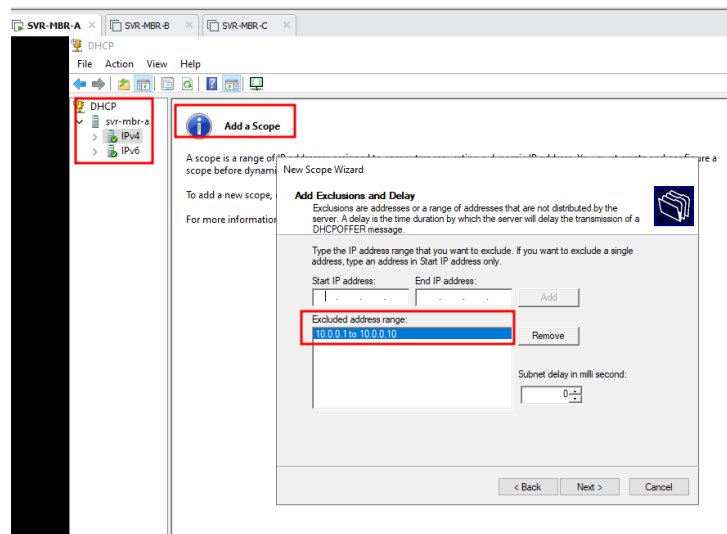 SVR-MBR-A
SVR-MBR-B
SVR-MBR-C
DHCP
File Action View Help
DHCP
svr-mbr-a
IPv4
IPv6
Add a Scope
A scope is a range of
ure a
scope before dynami
To add a new scope,
For more information
New Scope Wizard
Add Exclusions and Delay
Exclusions are addresses or a range of addresses that are not distributed by the
server. A delay is the time duration by which the server will delay the transmission of a
DHCPOFFER message.
Type the IP address range that you want to exclude. If you want to exclude a single
address, type an address in Start IP address only.
Start IP address: End IP address:
. . . . . . Add
Excluded address range:
10.0.0.1 to 10.0.0.10
Remove
Subnet delay in milli second:
0
< Back Next > Cancel